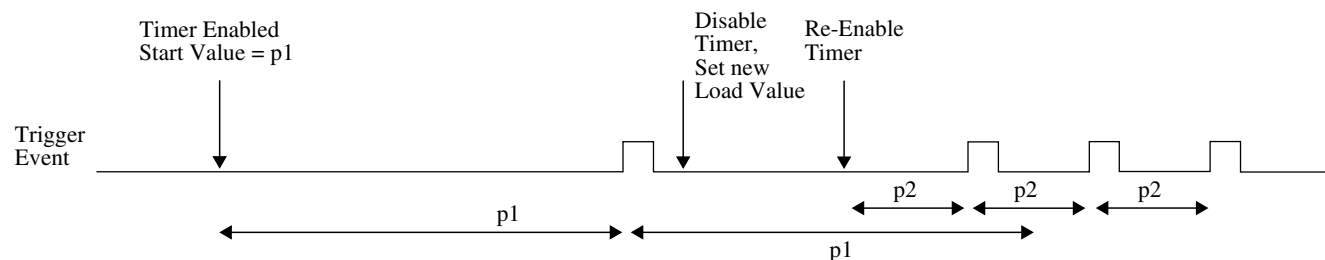 Timer Enabled
Start Value = p1
Disable
Timer,
Set new
Load Value
Re-Enable
Timer
Trigger
Event
p2
p2
p2
p1
p1